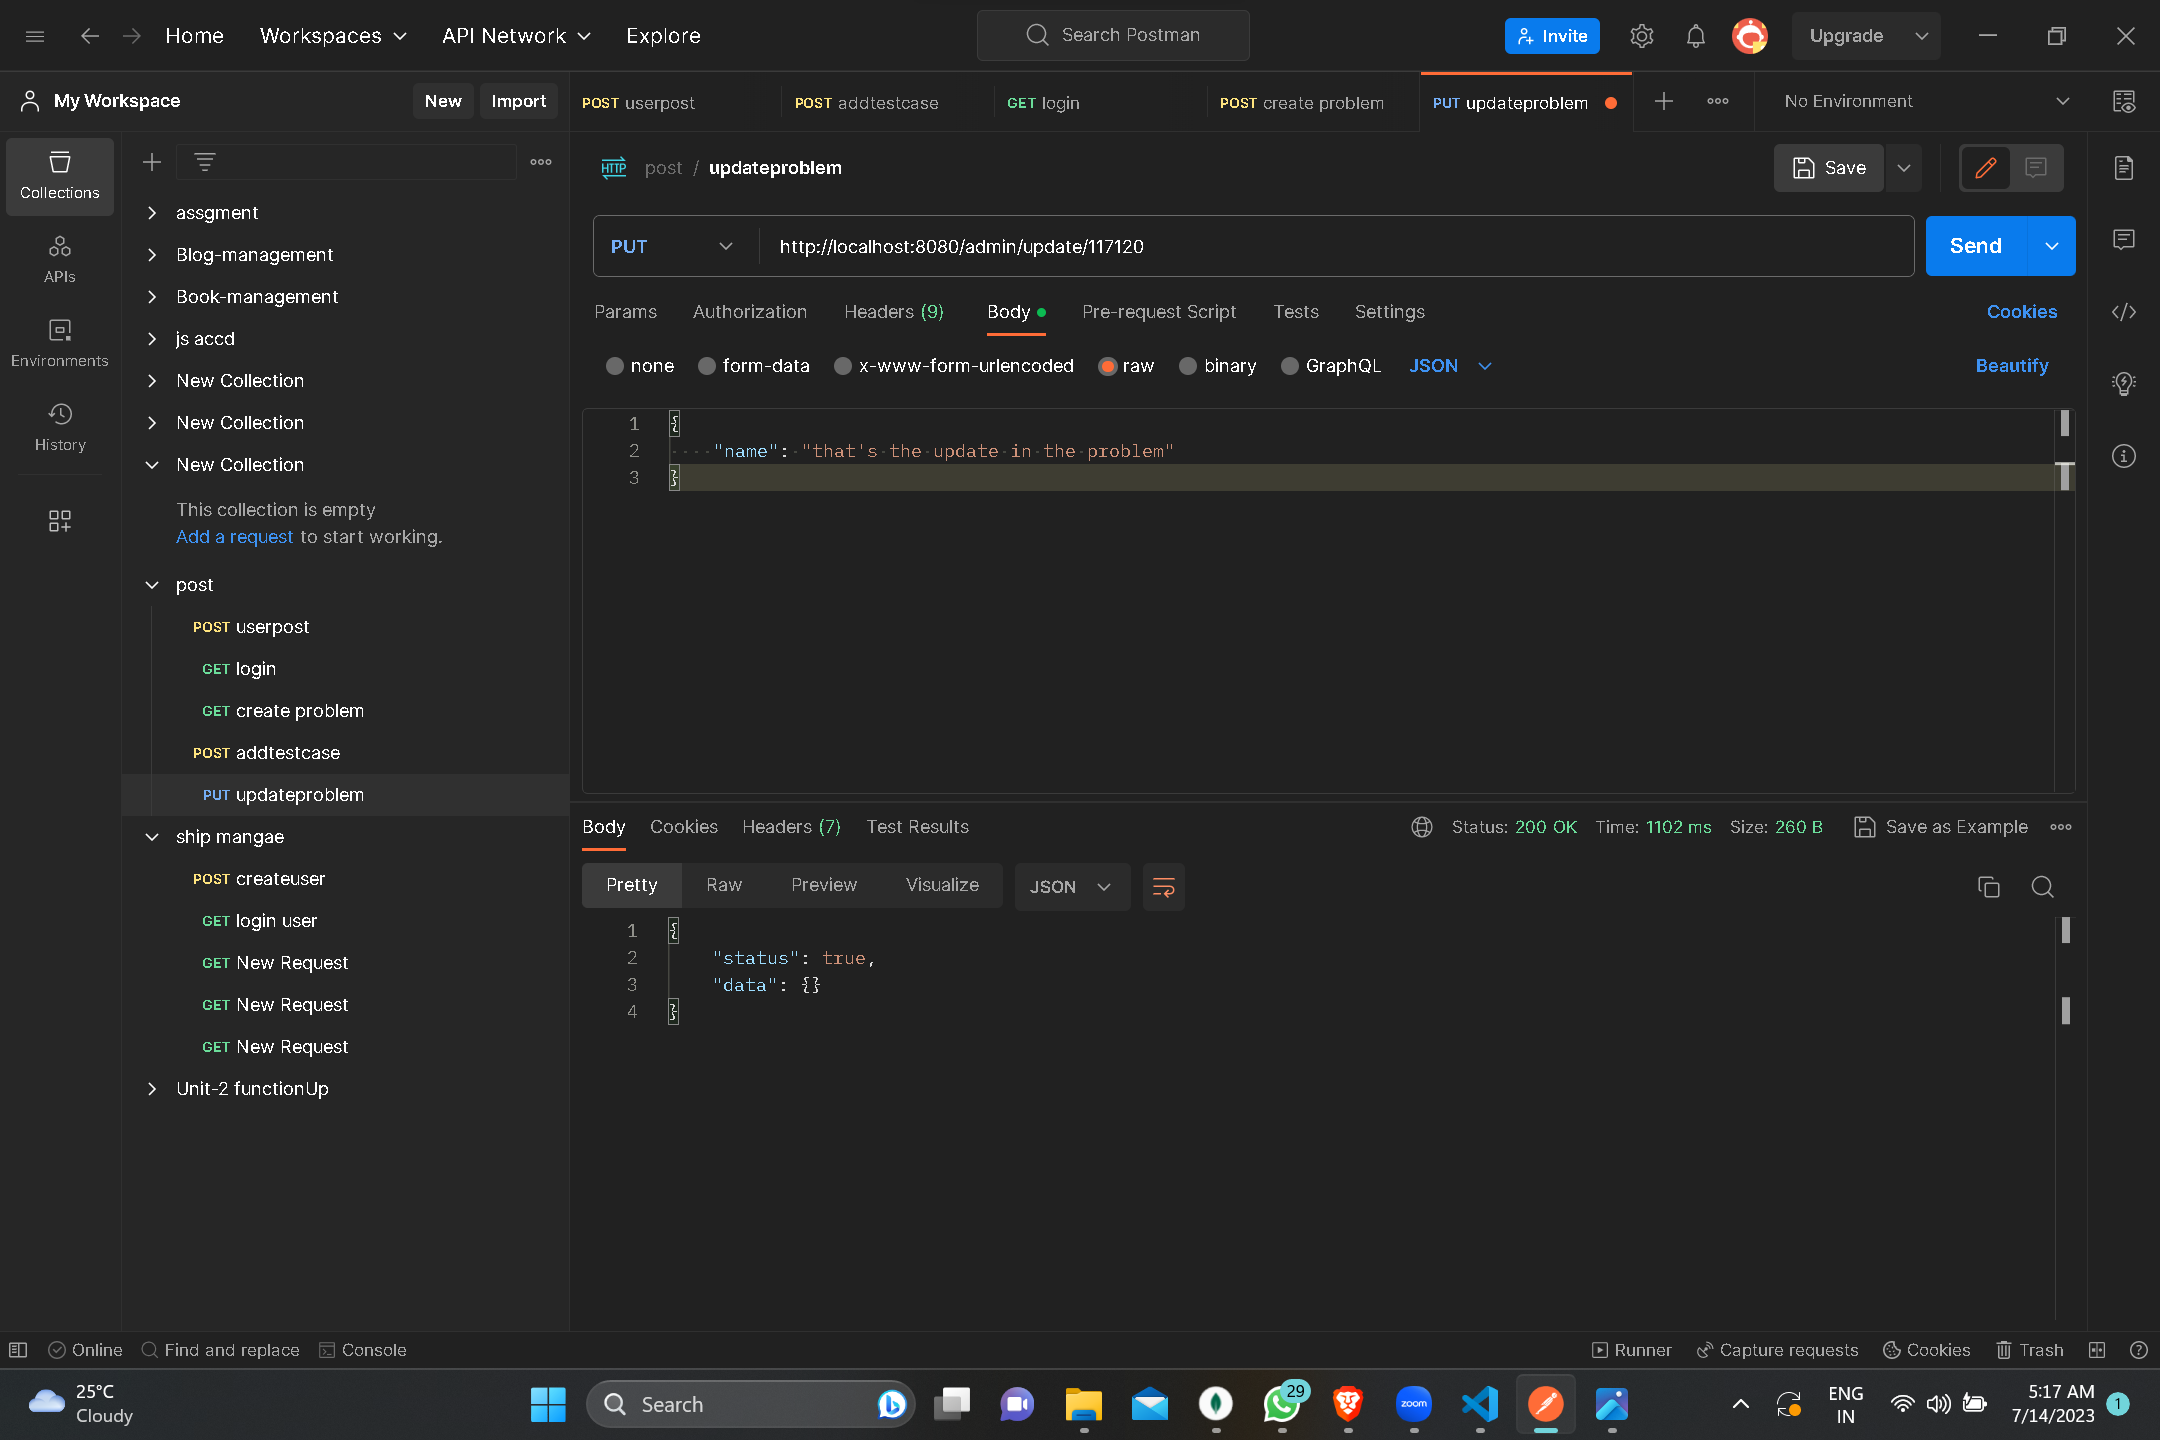 Home Workspaces API Network Explore Search Postman Invite Upgrade
My Workspace New Import POST userpost POST addtestcase GET login POST create problem PUT updateproblem No Environment
HTTP post / updateproblem Save
PUT http://localhost:8080/admin/update/117120 Send
Params Authorization Headers (9) Body Pre-request Script Tests Settings Cookies
none form-data x-www-form-urlencoded raw binary GraphQL JSON Beautify
1 {
2 "name": "that's the update in the problem"
3 }
Collections
APIs
Environments
History
assgment
Blog-management
Book-management
js accd
New Collection
New Collection
New Collection
This collection is empty
Add a request to start working.
post
POST userpost
GET login
GET create problem
POST addtestcase
PUT updateproblem
ship mangae
POST createuser
GET login user
GET New Request
GET New Request
GET New Request
Unit-2 functionUp
Body Cookies Headers (7) Test Results Status: 200 OK Time: 1102 ms Size: 260 B Save as Example
Pretty Raw Preview Visualize JSON
1 {
2 "status": true,
3 "data": {}
4 }
Online Find and replace Console Runner Capture requests Cookies Trash
25°C
Cloudy
Search
29
zoom
ENG
IN
5:17 AM
7/14/2023
1